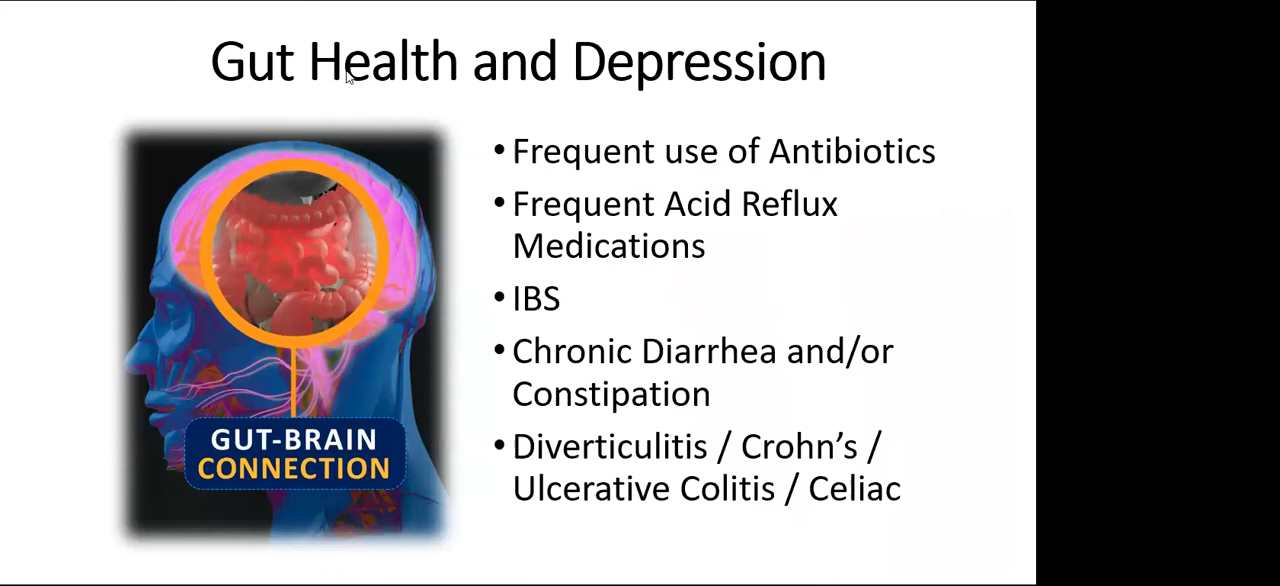 Gut Health and Depression
• Frequent use of Antibiotics
• Frequent Acid Reflux
Medications
• IBS
• Chronic Diarrhea and/or
Constipation
• Diverticulitis / Crohn’s /
Ulcerative Colitis / Celiac
GUT-BRAIN
CONNECTION